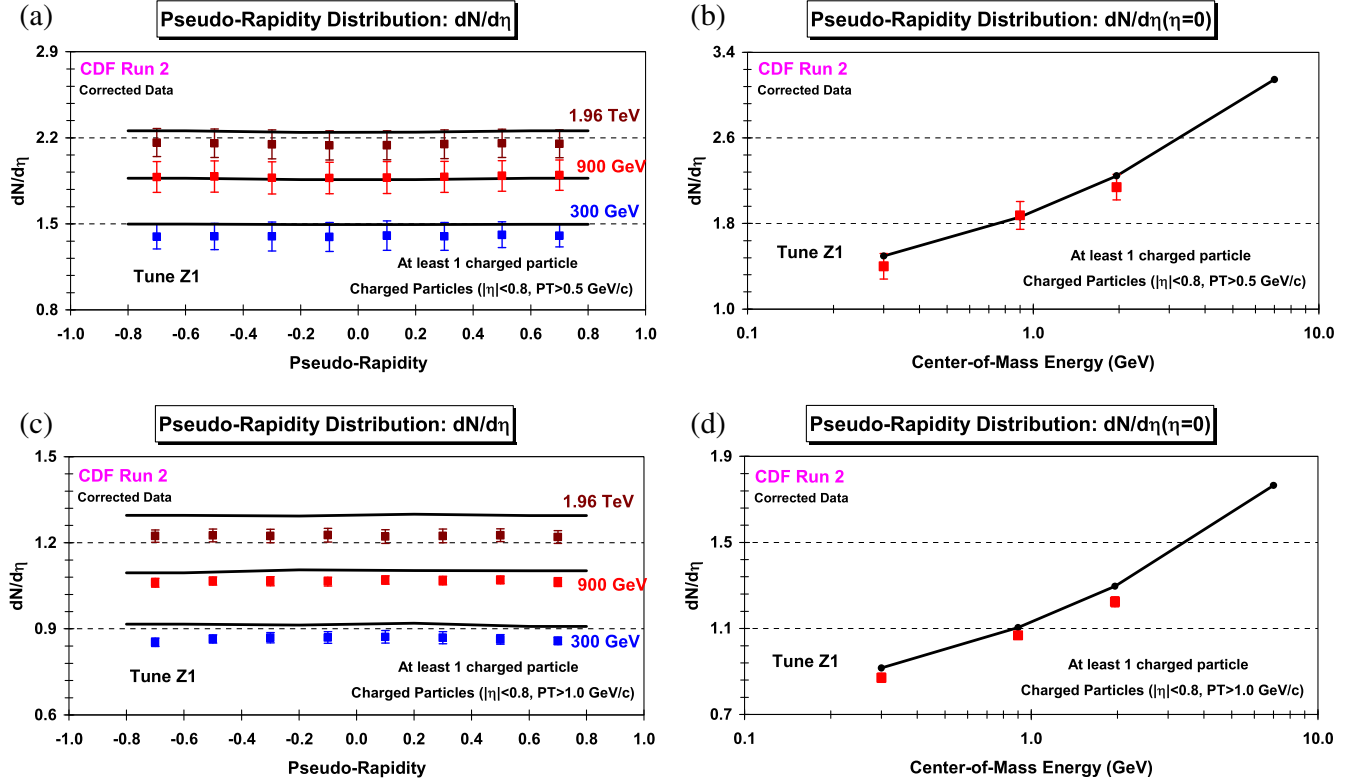 (a)
Pseudo-Rapidity Distribution: dN/dη
2.9
2.2
1.5
0.8
dN/dη
CDF Run 2
Corrected Data
1.96 TeV
900 GeV
300 GeV
Tune Z1
At least 1 charged particle
Charged Particles (|η|<0.8, PT>0.5 GeV/c)
-1.0 -0.8 -0.6 -0.4 -0.2 0.0 0.2 0.4 0.6 0.8 1.0
Pseudo-Rapidity
(b)
Pseudo-Rapidity Distribution: dN/dη(η=0)
3.4
2.6
1.8
1.0
dN/dη
CDF Run 2
Corrected Data
Tune Z1
At least 1 charged particle
Charged Particles (|η|<0.8, PT>0.5 GeV/c)
0.1 1.0 10.0
Center-of-Mass Energy (GeV)
(c)
Pseudo-Rapidity Distribution: dN/dη
1.5
1.2
0.9
0.6
dN/dη
CDF Run 2
Corrected Data
1.96 TeV
900 GeV
300 GeV
Tune Z1
At least 1 charged particle
Charged Particles (|η|<0.8, PT>1.0 GeV/c)
-1.0 -0.8 -0.6 -0.4 -0.2 0.0 0.2 0.4 0.6 0.8 1.0
Pseudo-Rapidity
(d)
Pseudo-Rapidity Distribution: dN/dη(η=0)
1.9
1.5
1.1
0.7
dN/dη
CDF Run 2
Corrected Data
Tune Z1
At least 1 charged particle
Charged Particles (|η|<0.8, PT>1.0 GeV/c)
0.1 1.0 10.0
Center-of-Mass Energy (GeV)